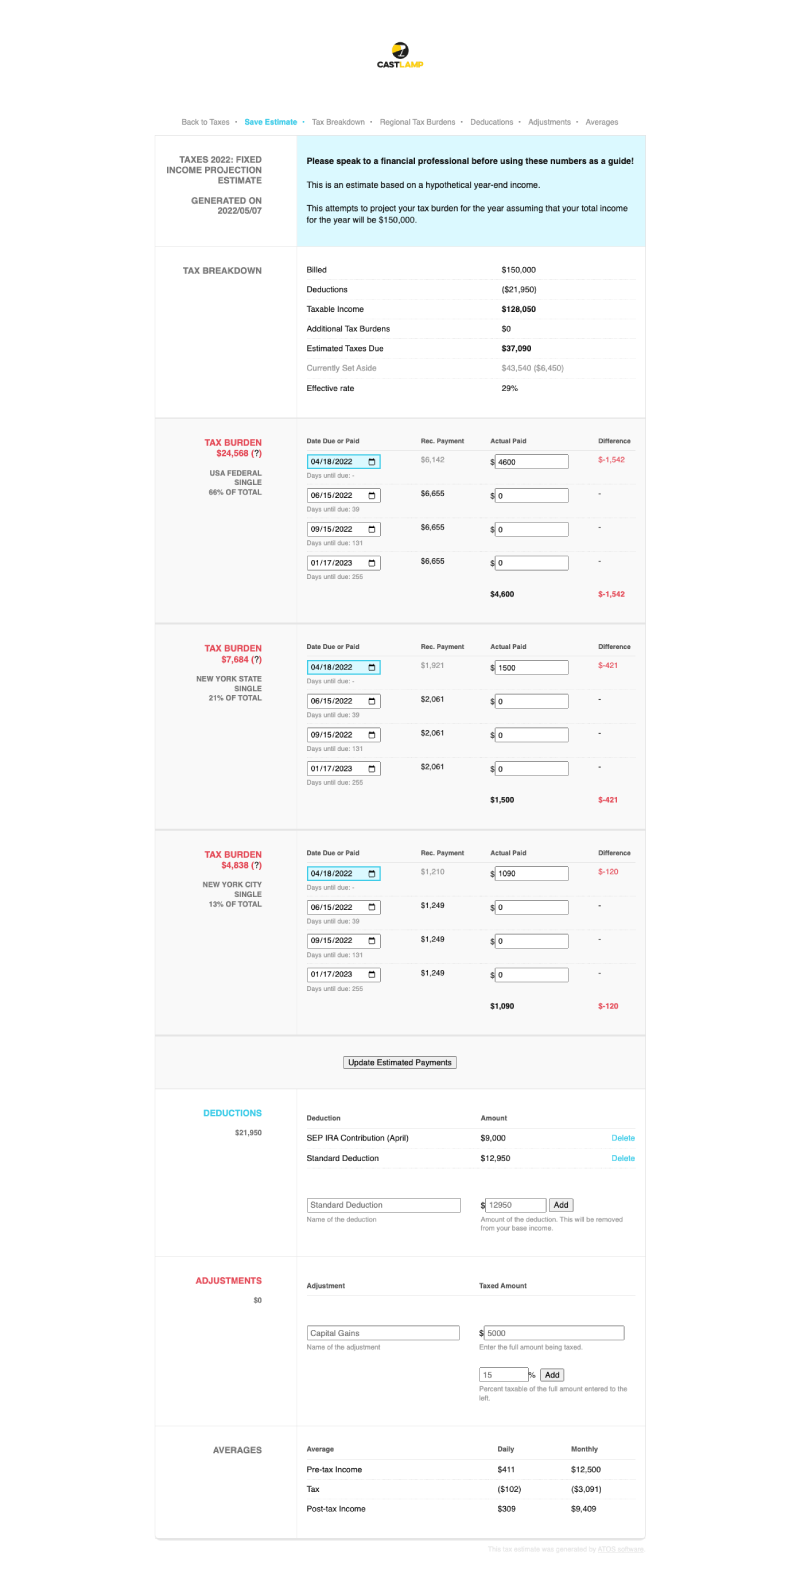 CASTLAMP
Back to Taxes • Save Estimate • Tax Breakdown • Regional Tax Burdens • Deducations • Adjustments • Averages
TAXES 2022: FIXED
INCOME PROJECTION
ESTIMATE
GENERATED ON
2022/05/07
Please speak to a financial professional before using these numbers as a guide!
This is an estimate based on a hypothetical year-end income.
This attempts to project your tax burden for the year assuming that your total income
for the year will be $150,000.
TAX BREAKDOWN
Billed $150,000
Deductions ($21,950)
Taxable Income $128,050
Additional Tax Burdens $0
Estimated Taxes Due $37,090
Currently Set Aside $43,540 ($6,450)
Effective rate 29%
TAX BURDEN
$24,568 (?)
USA FEDERAL
SINGLE
66% OF TOTAL
Date Due or Paid Rec. Payment Actual Paid Difference
04/18/2022 $6,142 $ 4600 $-1,542
Days until due: -
06/15/2022 $6,655 $ 0 -
Days until due: 39
09/15/2022 $6,655 $ 0 -
Days until due: 131
01/17/2023 $6,655 $ 0 -
Days until due: 255
$4,600 $-1,542
TAX BURDEN
$7,684 (?)
NEW YORK STATE
SINGLE
21% OF TOTAL
Date Due or Paid Rec. Payment Actual Paid Difference
04/18/2022 $1,921 $ 1500 $-421
Days until due: -
06/15/2022 $2,061 $ 0 -
Days until due: 39
09/15/2022 $2,061 $ 0 -
Days until due: 131
01/17/2023 $2,061 $ 0 -
Days until due: 255
$1,500 $-421
TAX BURDEN
$4,838 (?)
NEW YORK CITY
SINGLE
13% OF TOTAL
Date Due or Paid Rec. Payment Actual Paid Difference
04/18/2022 $1,210 $ 1090 $-120
Days until due: -
06/15/2022 $1,249 $ 0 -
Days until due: 39
09/15/2022 $1,249 $ 0 -
Days until due: 131
01/17/2023 $1,249 $ 0 -
Days until due: 255
$1,090 $-120
Update Estimated Payments
DEDUCTIONS
$21,950
Deduction Amount
SEP IRA Contribution (April) $9,000 Delete
Standard Deduction $12,950 Delete
Standard Deduction $ 12950 Add
Name of the deduction Amount of the deduction. This will be removed
from your base income.
ADJUSTMENTS
$0
Adjustment Taxed Amount
Capital Gains $ 5000
Name of the adjustment Enter the full amount being taxed.
15 % Add
Percent taxable of the full amount entered to the
left.
AVERAGES
Average Daily Monthly
Pre-tax Income $411 $12,500
Tax ($102) ($3,091)
Post-tax Income $309 $9,409
This tax estimate was generated by ATOS software.